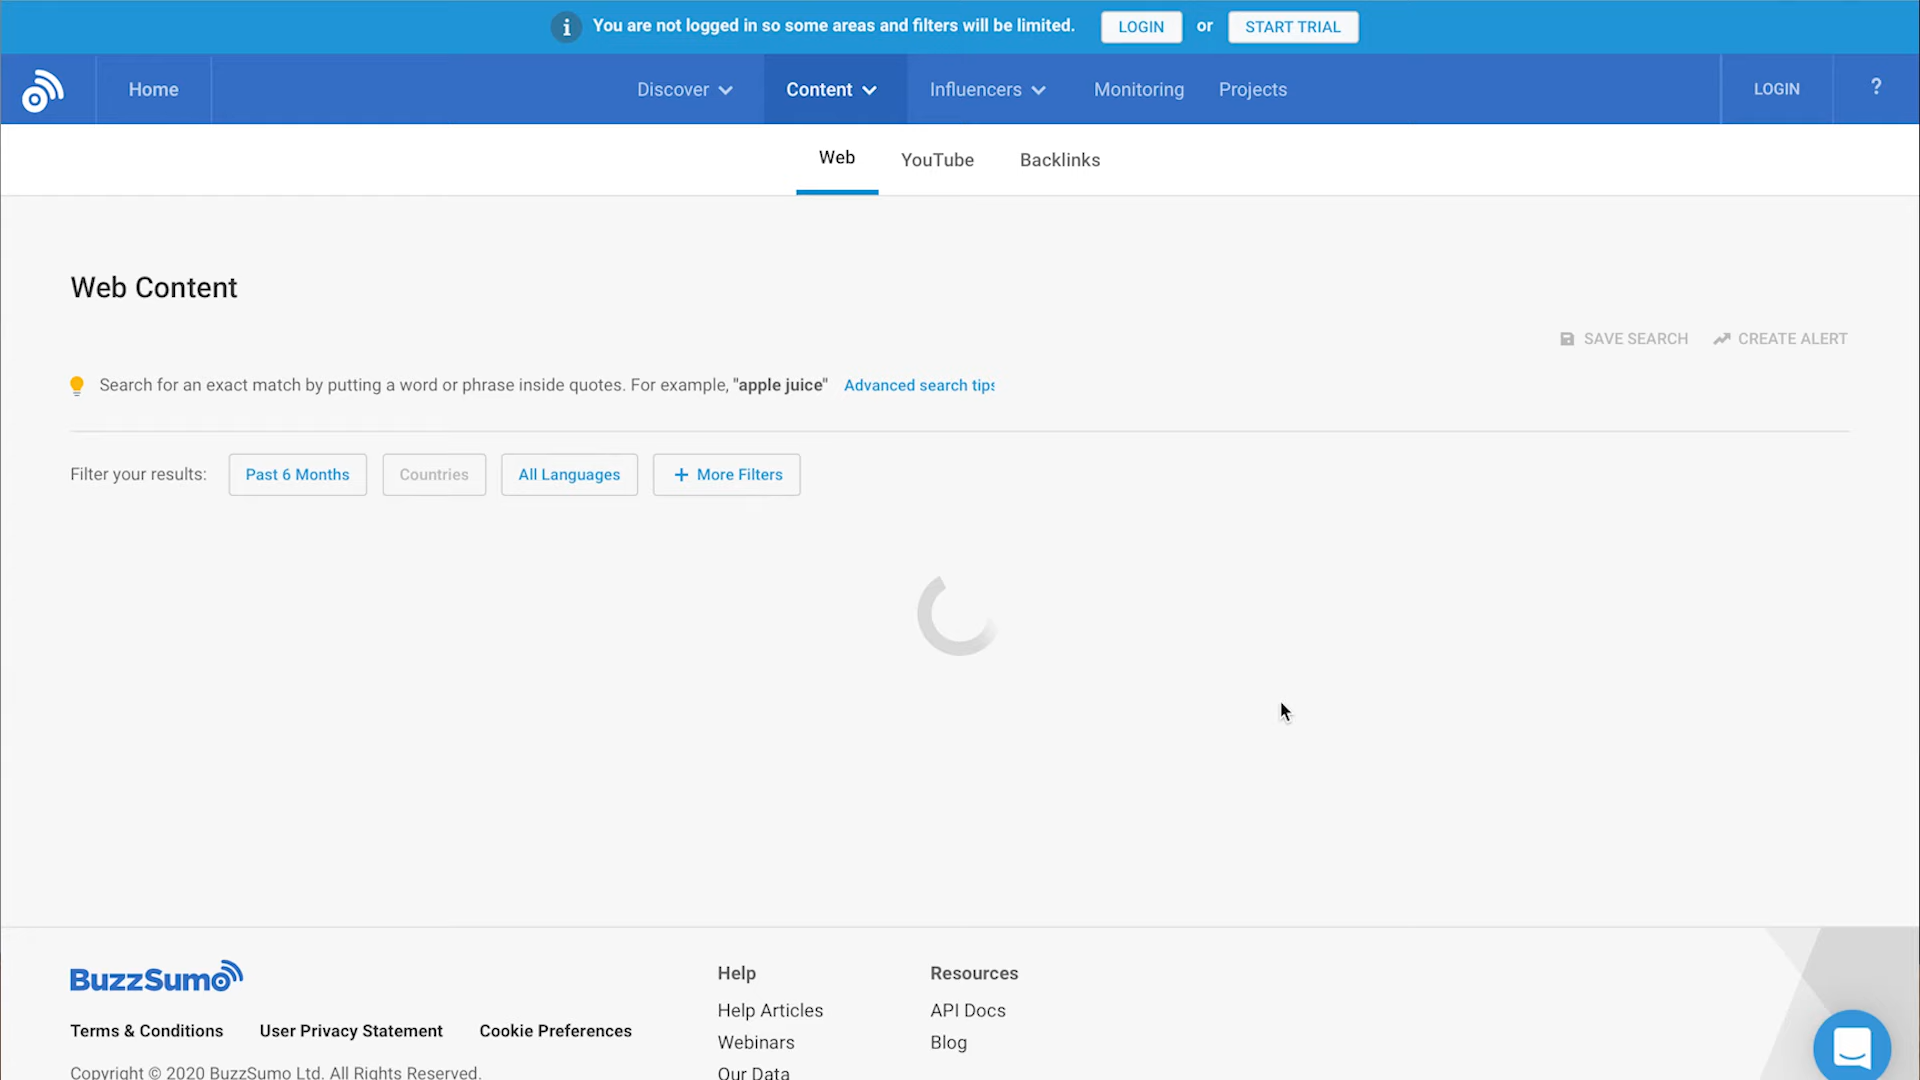 You are not logged in so some areas and filters will be limited. LOGIN or START TRIAL
Home Discover Content Influencers Monitoring Projects LOGIN ?
Web YouTube Backlinks
Web Content
SAVE SEARCH CREATE ALERT
Search for an exact match by putting a word or phrase inside quotes. For example, "apple juice" Advanced search tips
Filter your results: Past 6 Months Countries All Languages + More Filters
BuzzSumo
Terms & Conditions User Privacy Statement Cookie Preferences
Copyright © 2020 BuzzSumo Ltd. All Rights Reserved.
Help
Help Articles
Webinars
Our Data
Resources
API Docs
Blog